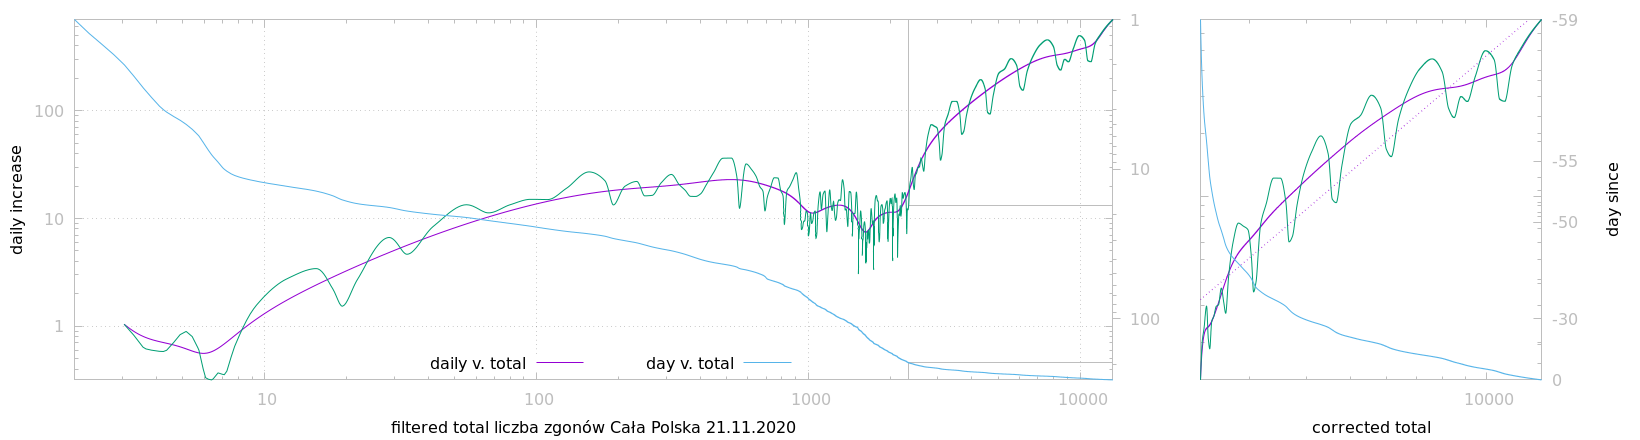 daily increase
100
10
1
10
100
1000
10000
1
10
100
daily v. total
day v. total
filtered total liczba zgonów Cała Polska 21.11.2020
-59
-55
-50
-30
0
day since
10000
corrected total